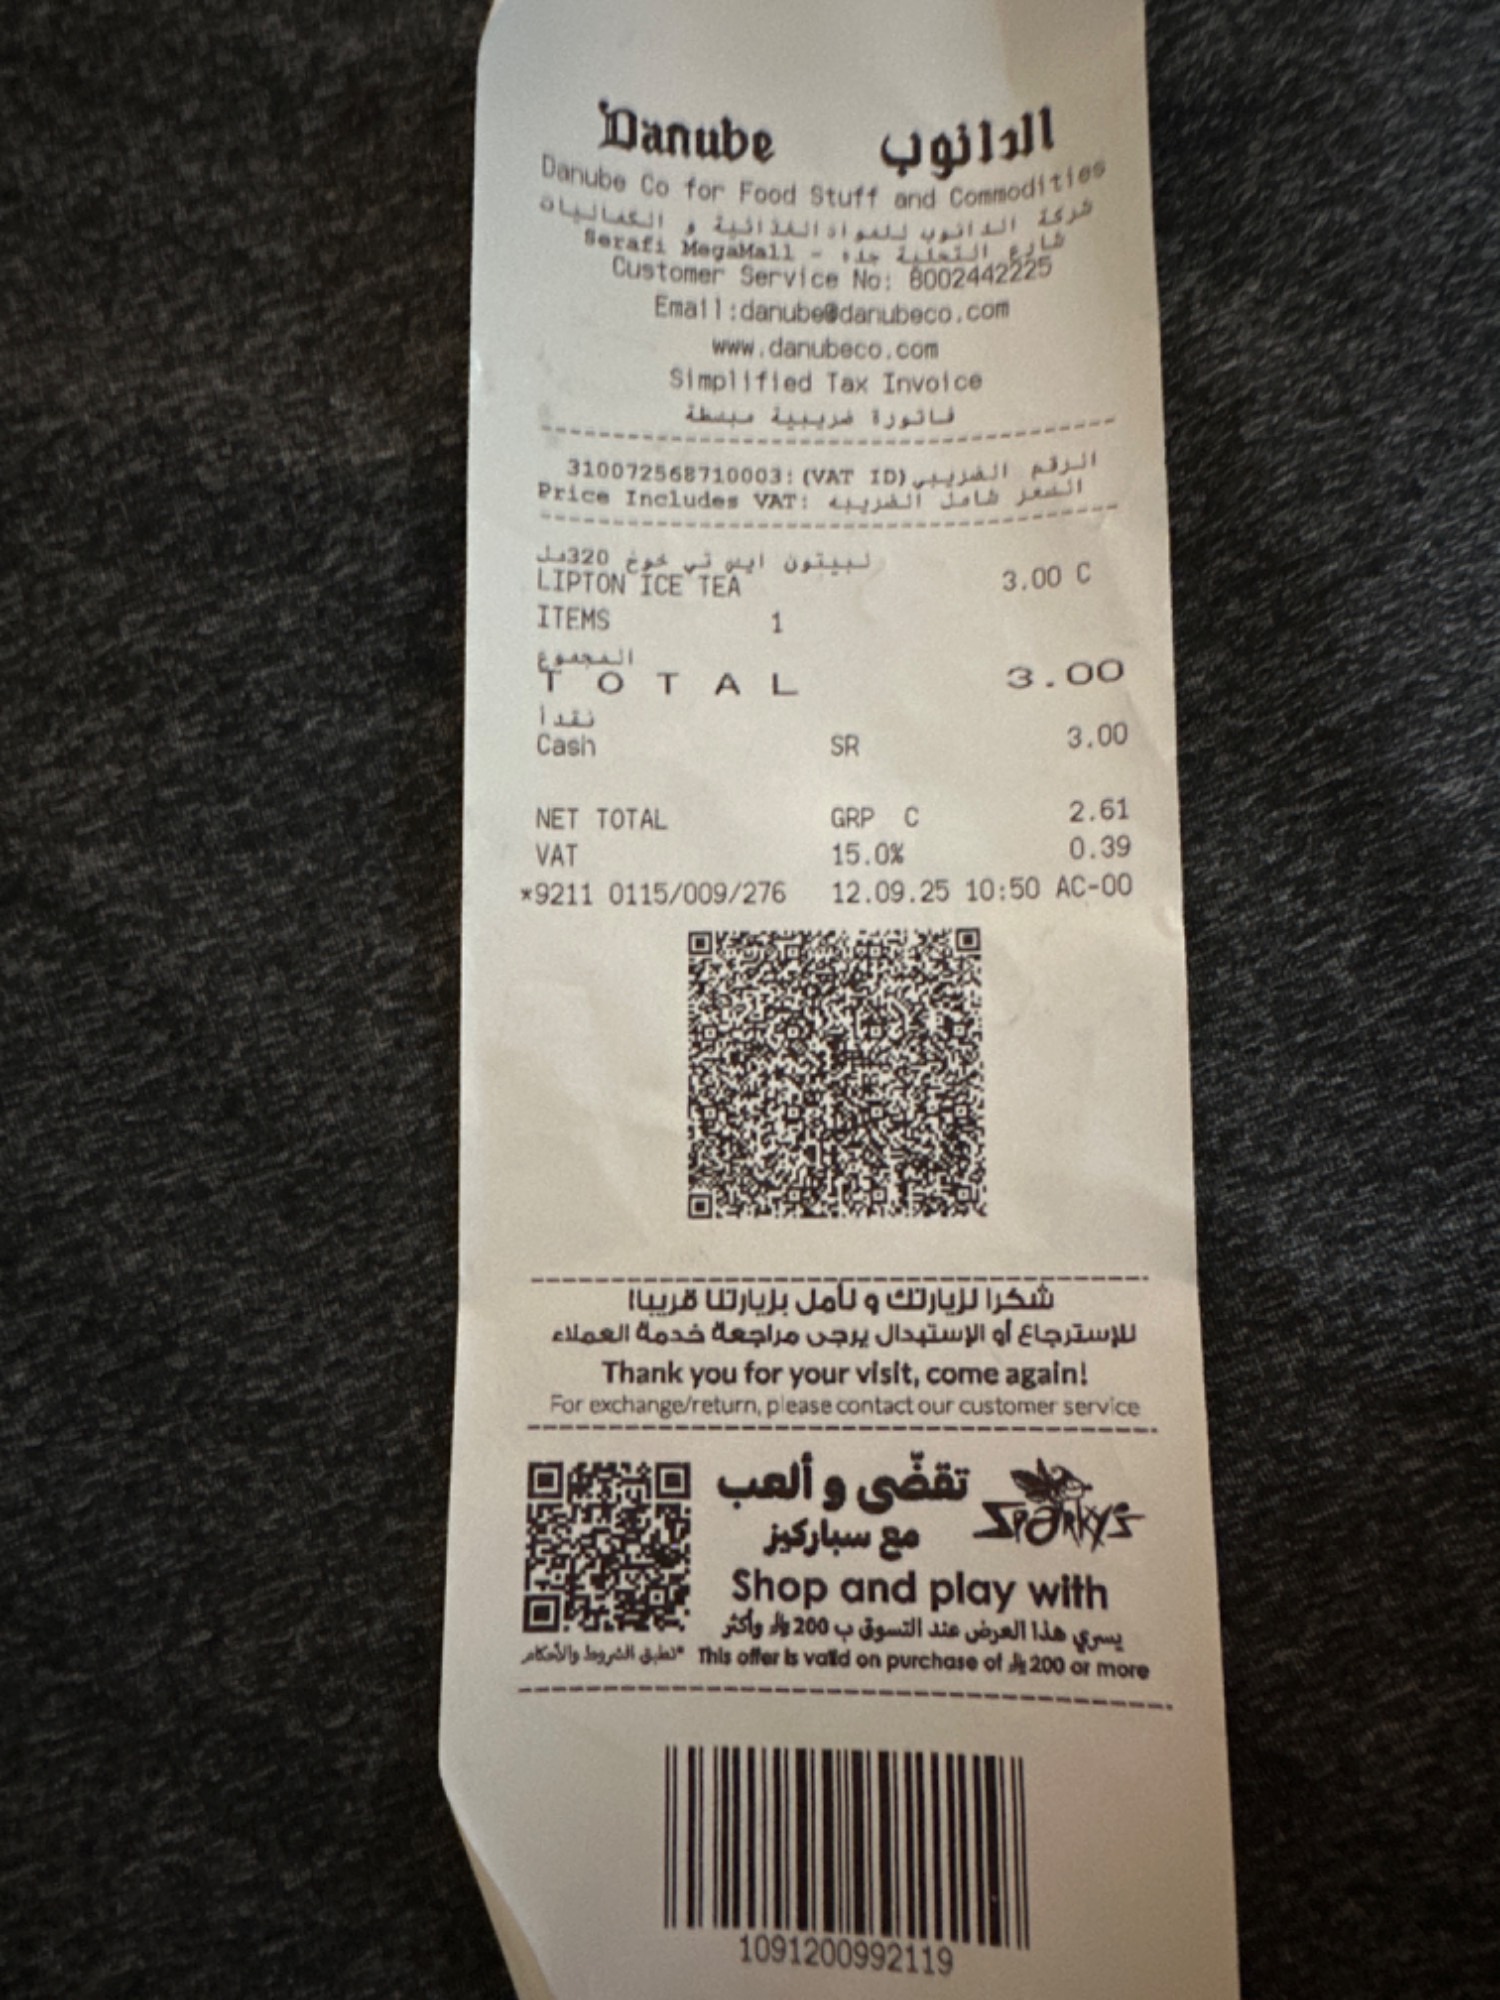 Danube الدانوب
Danube Co for Food Stuff and Commodities
شركة الدانوب للمواد الغذائية و الكماليات
Serafi MegaMall - شارع التحلية جده
Customer Service No: 8002442225
Email:danube@danubeco.com
www.danubeco.com
Simplified Tax Invoice
فاتورة ضريبية مبسطة
310072568710003:(VAT ID) الرقم الضريبي
Price Includes VAT: السعر شامل الضريبه
ليبتون ايس تي خوخ 320مل
LIPTON ICE TEA 3.00 C
ITEMS 1
المجموع
TOTAL 3.00
نقدأ
Cash SR 3.00
NET TOTAL GRP C 2.61
VAT 15.0% 0.39
*9211 0115/009/276 12.09.25 10:50 AC-00
شكرا لزيارتك و نأمل بزيارتنا قريبا!
للإسترجاع أو الإستبدال يرجى مراجعة خدمة العملاء
Thank you for your visit, come again!
For exchange/return, please contact our customer service
تقضّى و ألعب
مع سباركيز
SPARKY'S
Shop and play with
يسري هذا العرض عند التسوق ب 200 ⃁ وأكثر
*تطبق الشروط والأحكام This offer is valid on purchase of ⃁ 200 or more
1091200992119